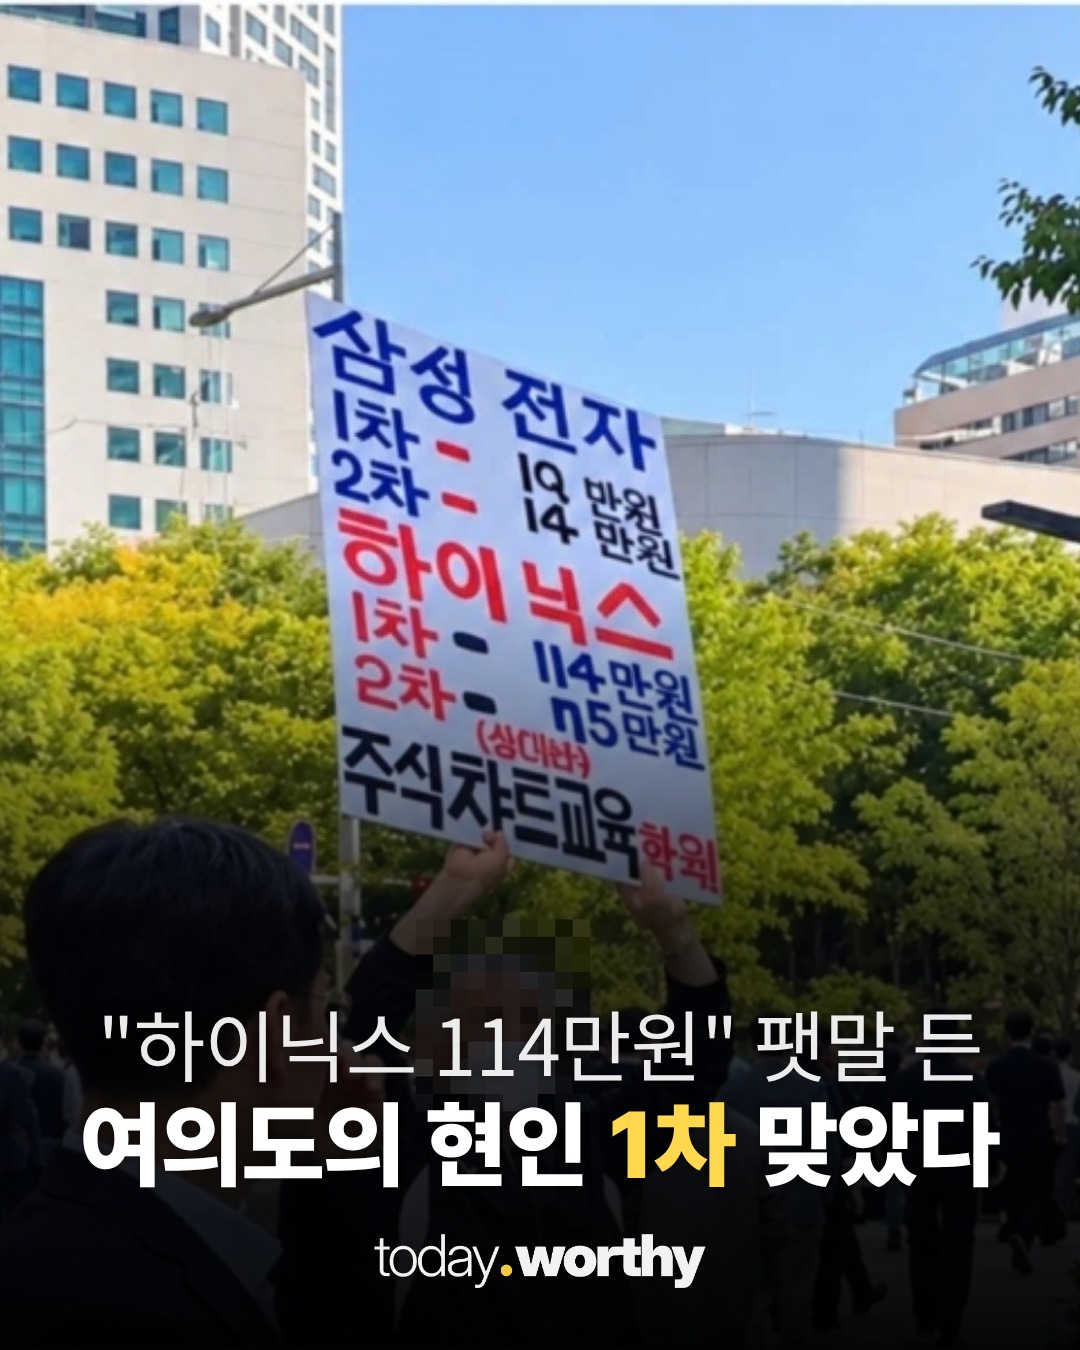 삼성 전자
1차 - 19 만원
2차 - 14 만원
하이닉스
1차 - 114만원
2차 - 75만원
(상대반)
주식챠트교육학원!
"하이닉스 114만원" 팻말 든
여의도의 현인 1차 맞았다
today.worthy